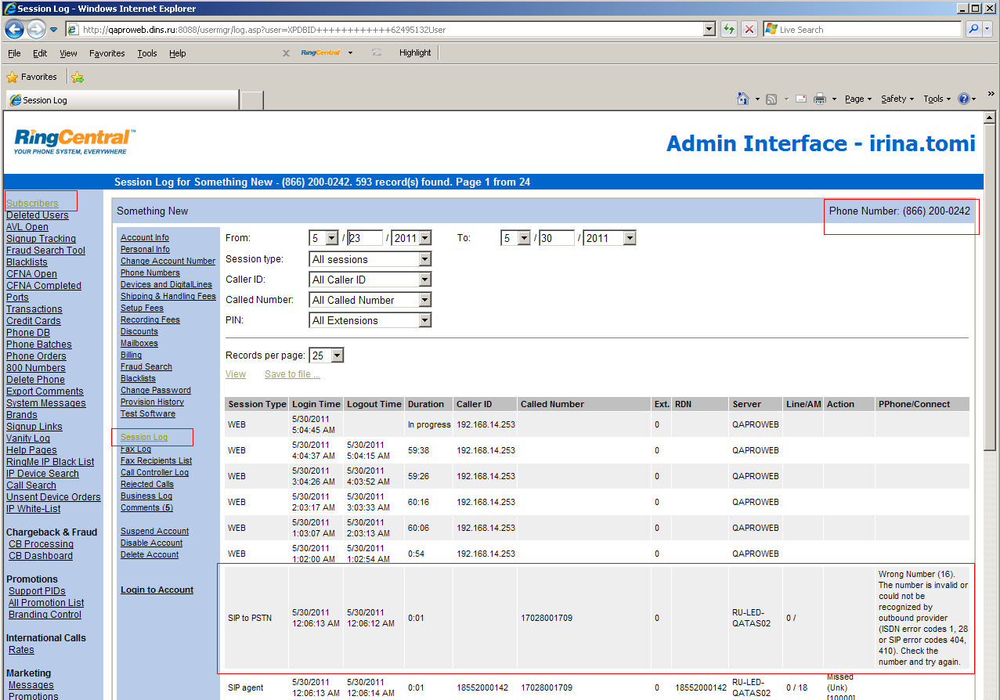 Session Log - Windows Internet Explorer
http://qaproweb.dins.ru:8088/usermgr/log.asp?user=XPDBID++++++++++++62495132User
Live Search
File Edit View Favorites Tools Help
x RingCentral Highlight
Favorites
Session Log
Page Safety Tools
RingCentral™
YOUR PHONE SYSTEM, EVERYWHERE
Admin Interface - irina.tomi
Session Log for Something New - (866) 200-0242. 593 record(s) found. Page 1 from 24
Subscribers
Deleted Users
AVL Open
Signup Tracking
Fraud Search Tool
Blacklists
CFNA Open
CFNA Completed
Ports
Transactions
Credit Cards
Phone DB
Phone Batches
Phone Orders
800 Numbers
Delete Phone
Export Comments
System Messages
Brands
Signup Links
Vanity Log
Help Pages
RingMe IP Black List
IP Device Search
Call Search
Unsent Device Orders
IP White-List
Chargeback & Fraud
CB Processing
CB Dashboard
Promotions
Support PIDs
All Promotion List
Branding Control
International Calls
Rates
Marketing
Messages
Promotions
Something New
Phone Number: (866) 200-0242
Account Info
Personal Info
Change Account Number
Phone Numbers
Devices and DigitalLines
Shipping & Handling Fees
Setup Fees
Recording Fees
Discounts
Mailboxes
Billing
Fraud Search
Blacklists
Change Password
Provision History
Test Software
Session Log
Fax Log
Fax Recipients List
Call Controller Log
Rejected Calls
Business Log
Comments (5)
Suspend Account
Disable Account
Delete Account
Login to Account
From: 5 / 23 / 2011 To: 5 / 30 / 2011
Session type: All sessions
Caller ID: All Caller ID
Called Number: All Called Number
PIN: All Extensions
Records per page: 25
View Save to file ...
Session Type Login Time Logout Time Duration Caller ID Called Number Ext. RDN Server Line/AM Action PPhone/Connect
WEB 5/30/2011 5:04:45 AM In progress 192.168.14.253 0 QAPROWEB
WEB 5/30/2011 4:04:37 AM 5/30/2011 5:04:15 AM 59:38 192.168.14.253 0 QAPROWEB
WEB 5/30/2011 3:04:26 AM 5/30/2011 4:03:52 AM 59:26 192.168.14.253 0 QAPROWEB
WEB 5/30/2011 2:03:17 AM 5/30/2011 3:03:33 AM 60:16 192.168.14.253 0 QAPROWEB
WEB 5/30/2011 1:03:07 AM 5/30/2011 2:03:13 AM 60:06 192.168.14.253 0 QAPROWEB
WEB 5/30/2011 1:02:00 AM 5/30/2011 1:02:54 AM 0:54 192.168.14.253 0 QAPROWEB
SIP to PSTN 5/30/2011 12:06:13 AM 5/30/2011 12:06:12 AM 0:01 17028001709 0 RU-LED-QATAS02 0 /
Wrong Number (16).
The number is invalid or
could not be
recognized by
outbound provider
(ISDN error codes 1, 28
or SIP error codes 404,
410). Check the
number and try again.
SIP agent 5/30/2011 12:06:13 AM 5/30/2011 12:06:14 AM 0:01 18552000142 17028001709 0 18552000142 RU-LED-QATAS02 0 / 18 Missed (Unk) [10000]